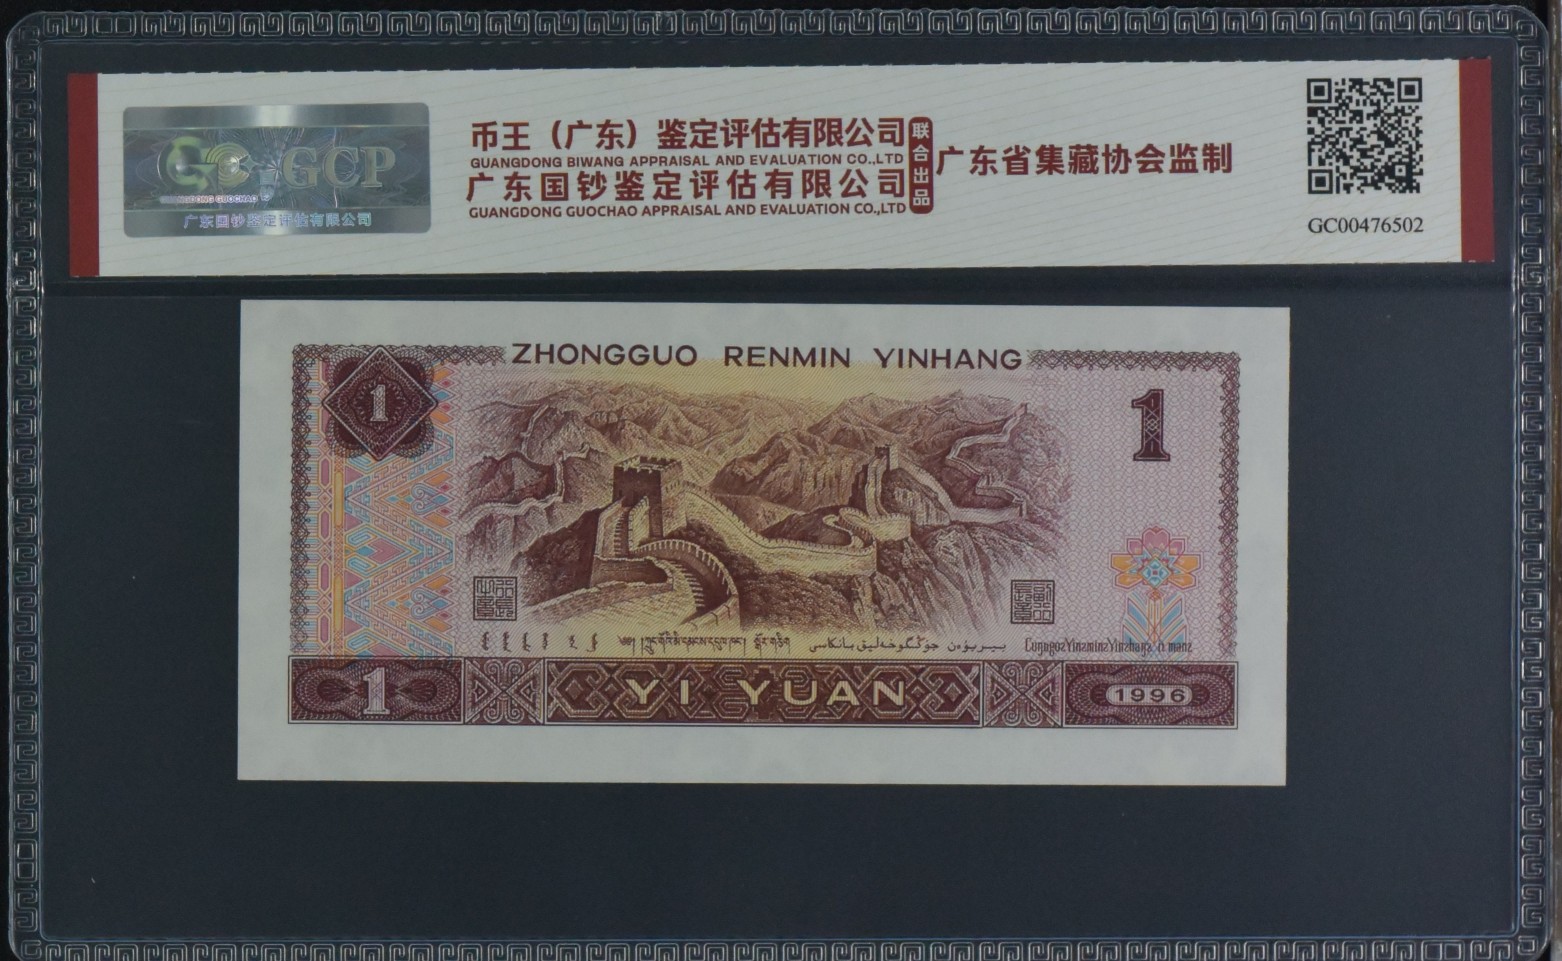 GCP
GUANGDONG GUOCHAO
广东国钞鉴定评估有限公司
币王（广东）鉴定评估有限公司
GUANGDONG BIWANG APPRAISAL AND EVALUATION CO.,LTD
广东国钞鉴定评估有限公司
GUANGDONG GUOCHAO APPRAISAL AND EVALUATION CO.,LTD
联合出品
广东省集藏协会监制
GC00476502
ZHONGGUO RENMIN YINHANG
1
1
1
YI YUAN
1996